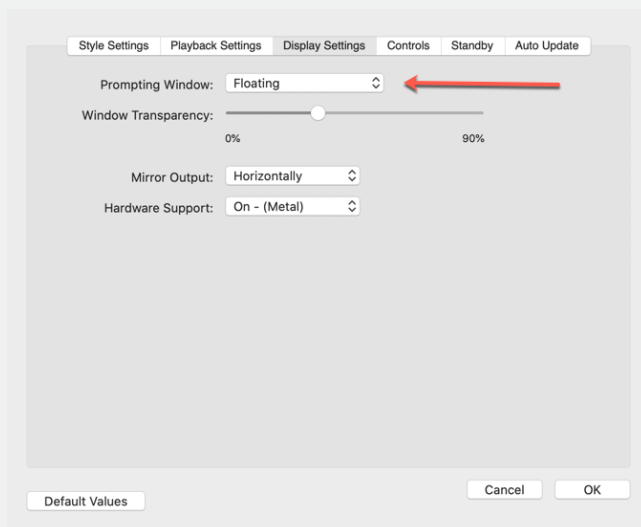 Style Settings Playback Settings Display Settings Controls Standby Auto Update
Prompting Window: Floating
Window Transparency:
0% 90%
Mirror Output: Horizontally
Hardware Support: On - (Metal)
Cancel OK
Default Values